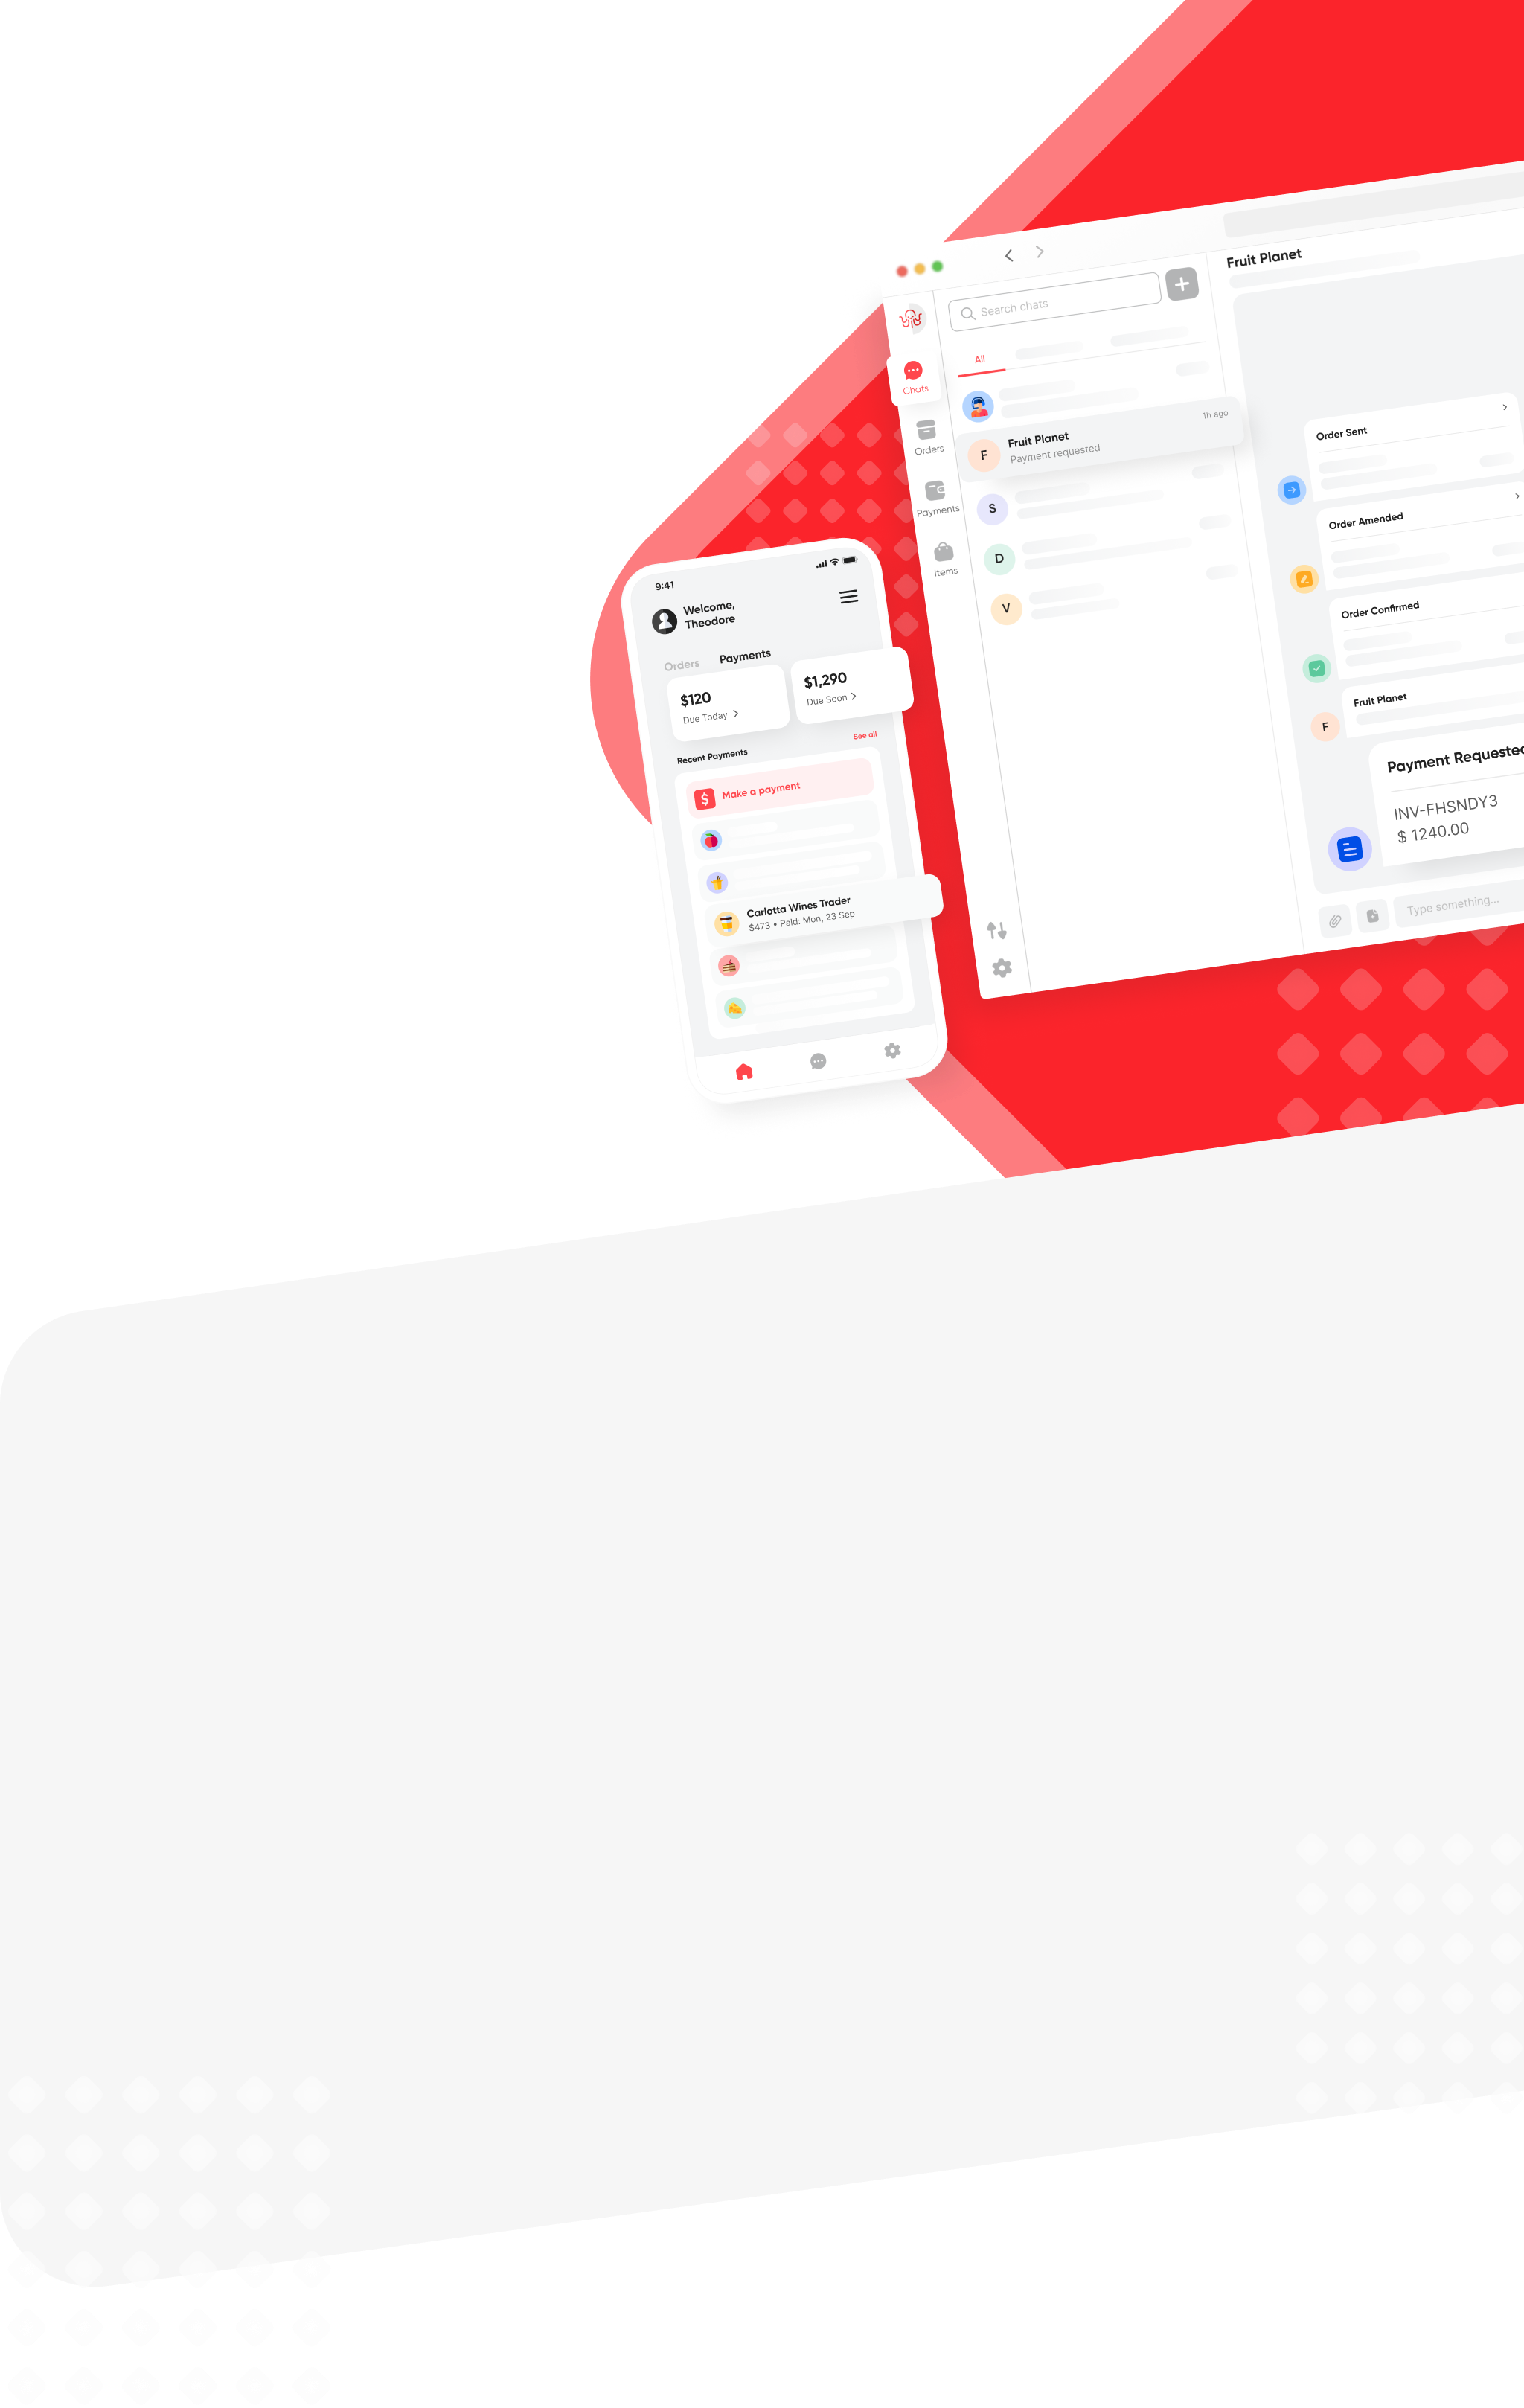 Fruit Planet
Search chats
All
Chats
Fruit Planet
1h ago
F
Payment requested
Orders
S
Payments
D
Items
V
Order Sent
Order Amended
Order Confirmed
Fruit Planet
F
Payment Requested
INV-FHSNDY3
$ 1240.00
Type something...
9:41
Welcome,
Theodore
Orders
Payments
$120
Due Today
$1,290
Due Soon
Recent Payments
See all
$
Make a payment
Carlotta Wines Trader
$473 • Paid: Mon, 23 Sep